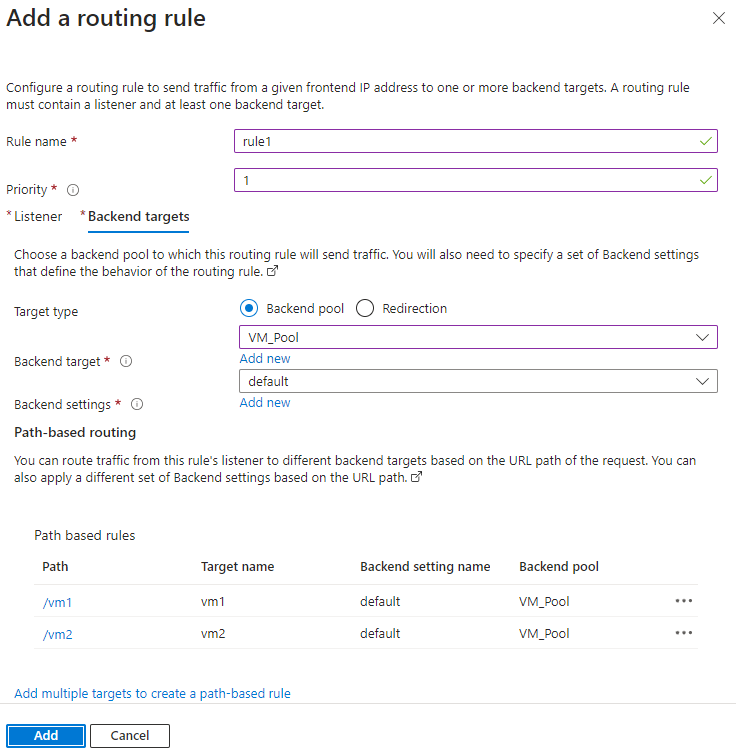 Add a routing rule
Configure a routing rule to send traffic from a given frontend IP address to one or more backend targets. A routing rule
must contain a listener and at least one backend target.
Rule name *
rule1
Priority *
1
* Listener
* Backend targets
Choose a backend pool to which this routing rule will send traffic. You will also need to specify a set of Backend settings
that define the behavior of the routing rule.
Target type
Backend pool
Redirection
VM_Pool
Backend target *
Add new
default
Backend settings *
Add new
Path-based routing
You can route traffic from this rule's listener to different backend targets based on the URL path of the request. You can
also apply a different set of Backend settings based on the URL path.
Path based rules
Path Target name Backend setting name Backend pool
/vm1 vm1 default VM_Pool
/vm2 vm2 default VM_Pool
Add multiple targets to create a path-based rule
Add Cancel